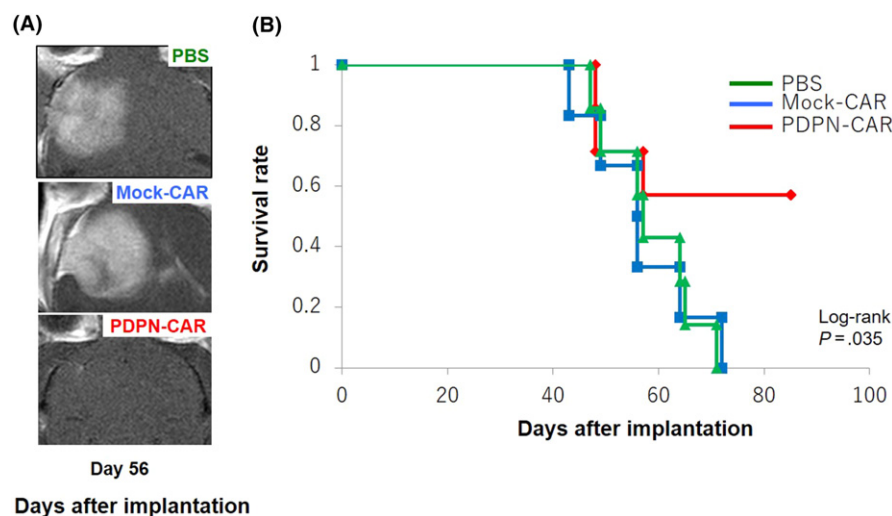 (A)
PBS
Mock-CAR
PDPN-CAR
Day 56
Days after implantation
(B)
Survival rate
1
0.8
0.6
0.4
0.2
0
0 20 40 60 80 100
Days after implantation
PBS
Mock-CAR
PDPN-CAR
Log-rank
P = .035